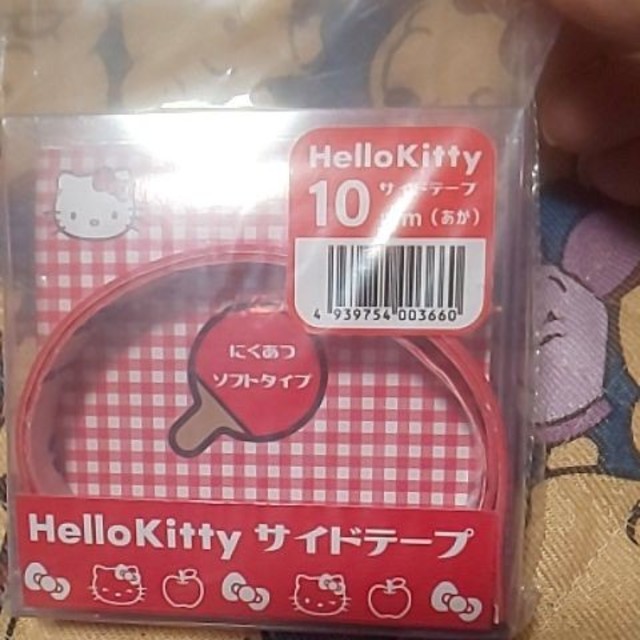 HelloKitty
サイドテープ
10mm (あか)
4 939754 003660
にくあつ
ソフトタイプ
HelloKitty サイドテープ